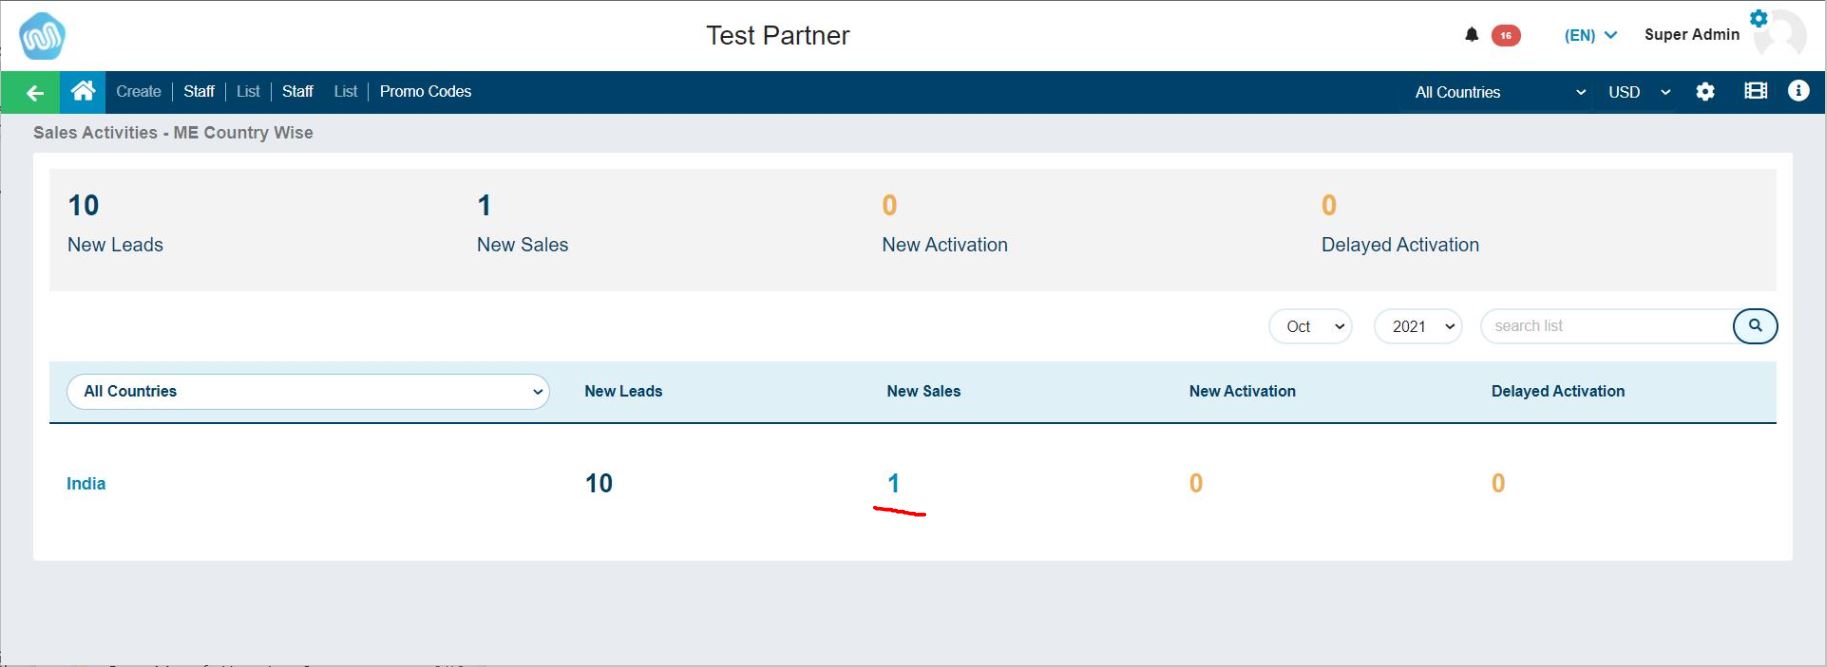 Test Partner
16
(EN)
Super Admin
Create Staff List Staff List Promo Codes
All Countries
USD
Sales Activities - ME Country Wise
10
New Leads
1
New Sales
0
New Activation
0
Delayed Activation
Oct
2021
search list
All Countries New Leads New Sales New Activation Delayed Activation
India 10 1 0 0